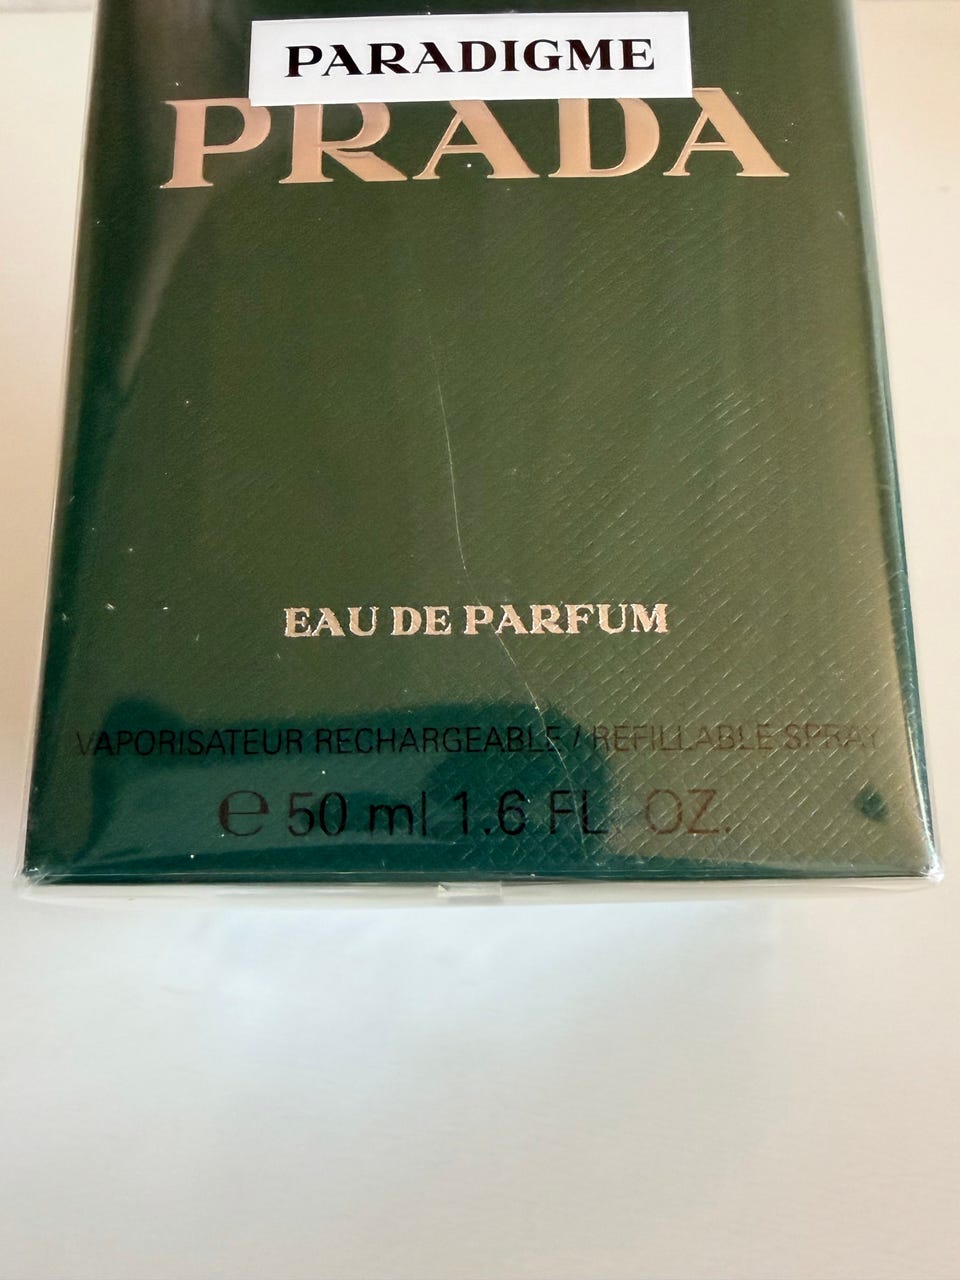 PARADIGME
PRADA
EAU DE PARFUM
VAPORISATEUR RECHARGEABLE / REFILLABLE SPRAY
e 50 ml 1.6 FL. OZ.